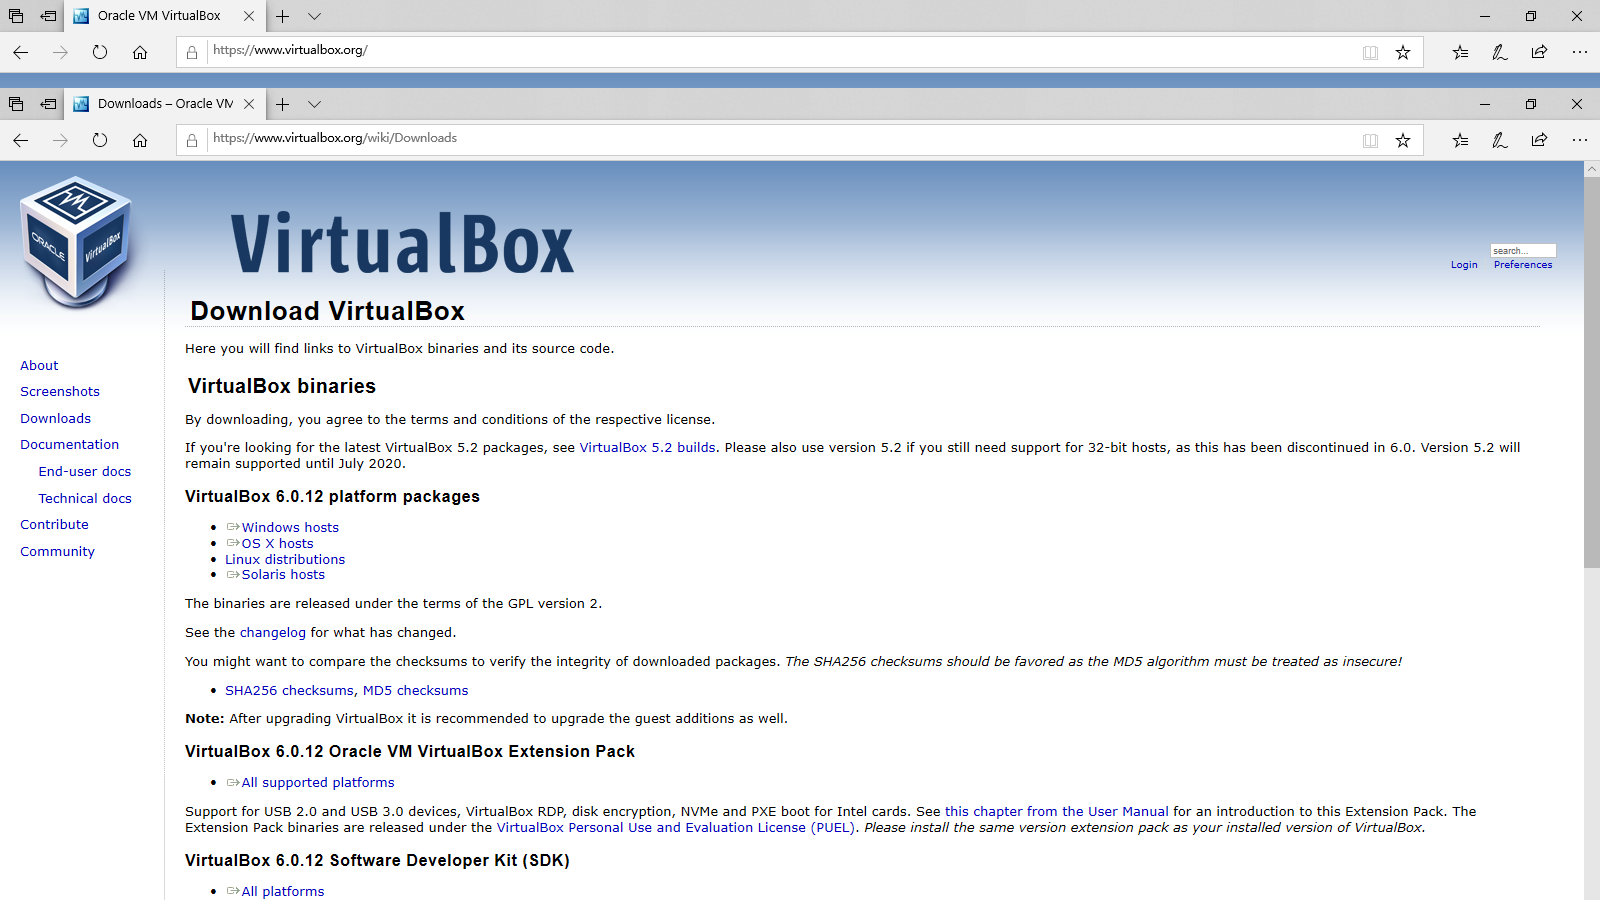 Oracle VM VirtualBox
https://www.virtualbox.org/
Downloads – Oracle VM
https://www.virtualbox.org/wiki/Downloads
VM
ORACLE
VirtualBox
VirtualBox
search...
Login Preferences
Download VirtualBox
Here you will find links to VirtualBox binaries and its source code.
About
Screenshots
Downloads
Documentation
End-user docs
Technical docs
Contribute
Community
VirtualBox binaries
By downloading, you agree to the terms and conditions of the respective license.
If you're looking for the latest VirtualBox 5.2 packages, see VirtualBox 5.2 builds. Please also use version 5.2 if you still need support for 32-bit hosts, as this has been discontinued in 6.0. Version 5.2 will
remain supported until July 2020.
VirtualBox 6.0.12 platform packages
Windows hosts
OS X hosts
Linux distributions
Solaris hosts
The binaries are released under the terms of the GPL version 2.
See the changelog for what has changed.
You might want to compare the checksums to verify the integrity of downloaded packages. The SHA256 checksums should be favored as the MD5 algorithm must be treated as insecure!
SHA256 checksums, MD5 checksums
Note: After upgrading VirtualBox it is recommended to upgrade the guest additions as well.
VirtualBox 6.0.12 Oracle VM VirtualBox Extension Pack
All supported platforms
Support for USB 2.0 and USB 3.0 devices, VirtualBox RDP, disk encryption, NVMe and PXE boot for Intel cards. See this chapter from the User Manual for an introduction to this Extension Pack. The
Extension Pack binaries are released under the VirtualBox Personal Use and Evaluation License (PUEL). Please install the same version extension pack as your installed version of VirtualBox.
VirtualBox 6.0.12 Software Developer Kit (SDK)
All platforms